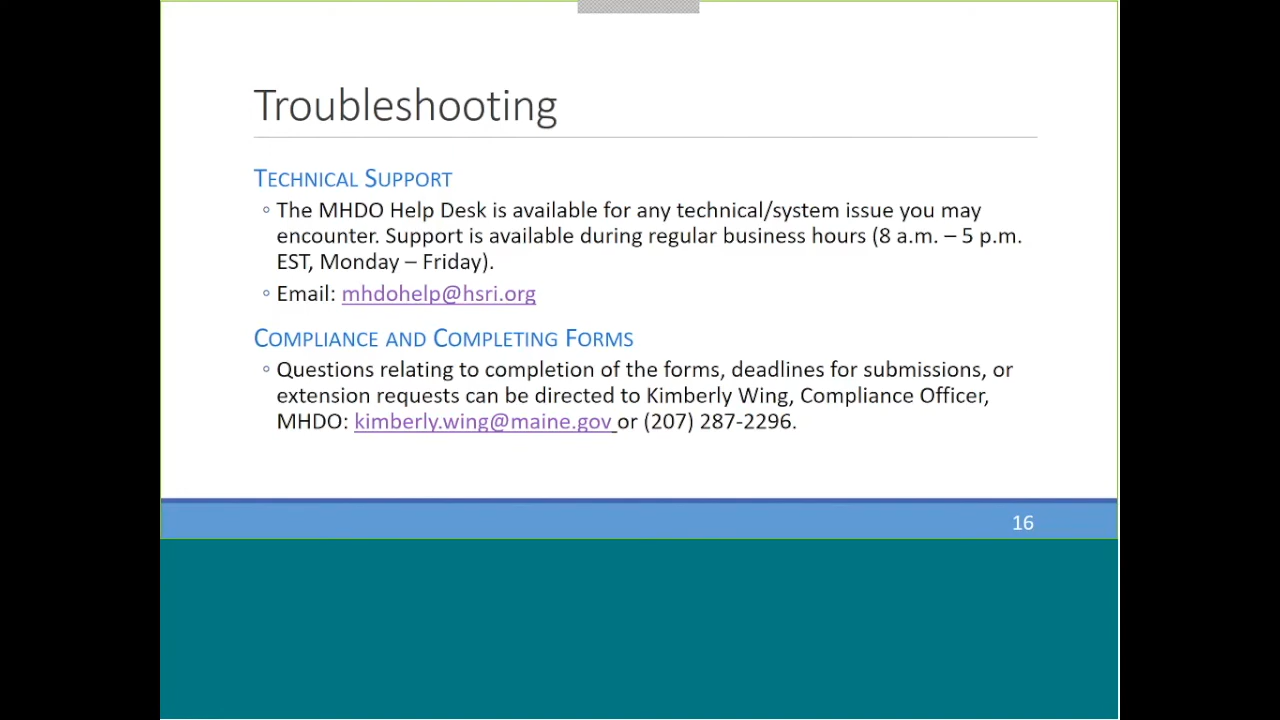 Troubleshooting
TECHNICAL SUPPORT
◦ The MHDO Help Desk is available for any technical/system issue you may
encounter. Support is available during regular business hours (8 a.m. – 5 p.m.
EST, Monday – Friday).
◦ Email: mhdohelp@hsri.org
COMPLIANCE AND COMPLETING FORMS
◦ Questions relating to completion of the forms, deadlines for submissions, or
extension requests can be directed to Kimberly Wing, Compliance Officer,
MHDO: kimberly.wing@maine.gov or (207) 287-2296.
16